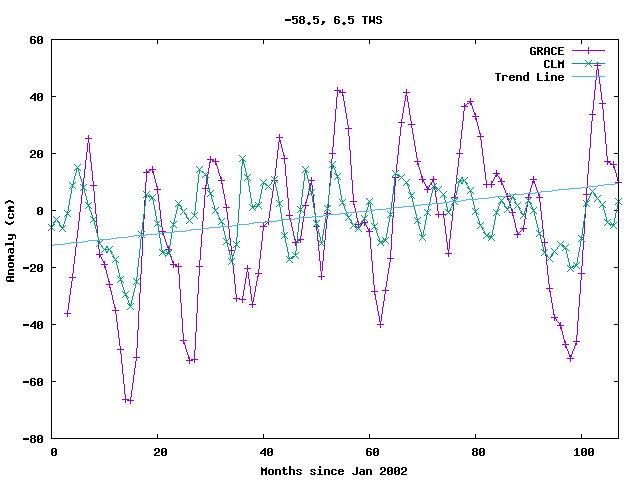 -58.5, 6.5 TWS
60
40
20
0
-20
-40
-60
-80
Anomaly (cm)
GRACE
CLM
Trend Line
0 20 40 60 80 100
Months since Jan 2002